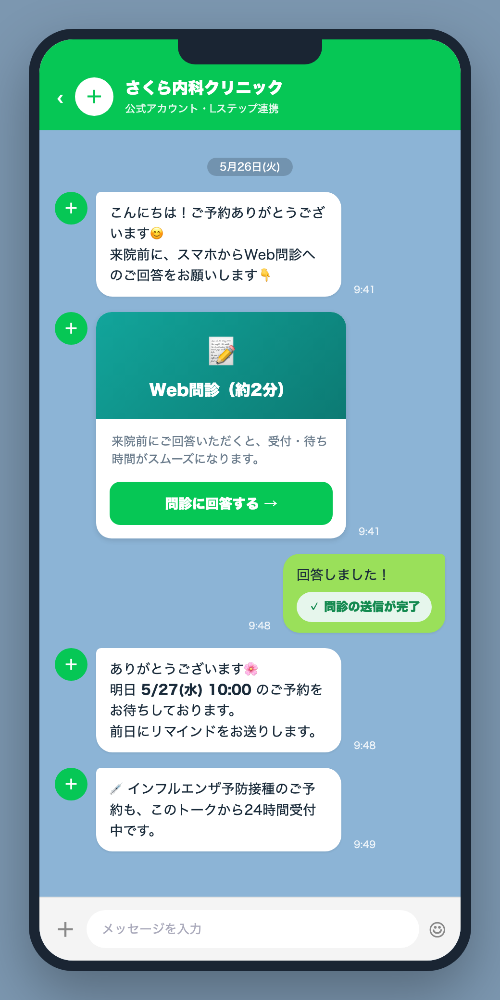 さくら内科クリニック
公式アカウント・Lステップ連携
5月26日(火)
こんにちは！ご予約ありがとうござ
います😊
来院前に、スマホからWeb問診へ
のご回答をお願いします👇
9:41
Web問診（約2分）
来院前にご回答いただくと、受付・待ち
時間がスムーズになります。
問診に回答する →
9:41
回答しました！
✓ 問診の送信が完了
9:48
ありがとうございます🌸
明日 5/27(水) 10:00 のご予約を
お待ちしております。
前日にリマインドをお送りします。
9:48
💉 インフルエンザ予防接種のご予
約も、このトークから24時間受付
中です。
9:49
メッセージを入力